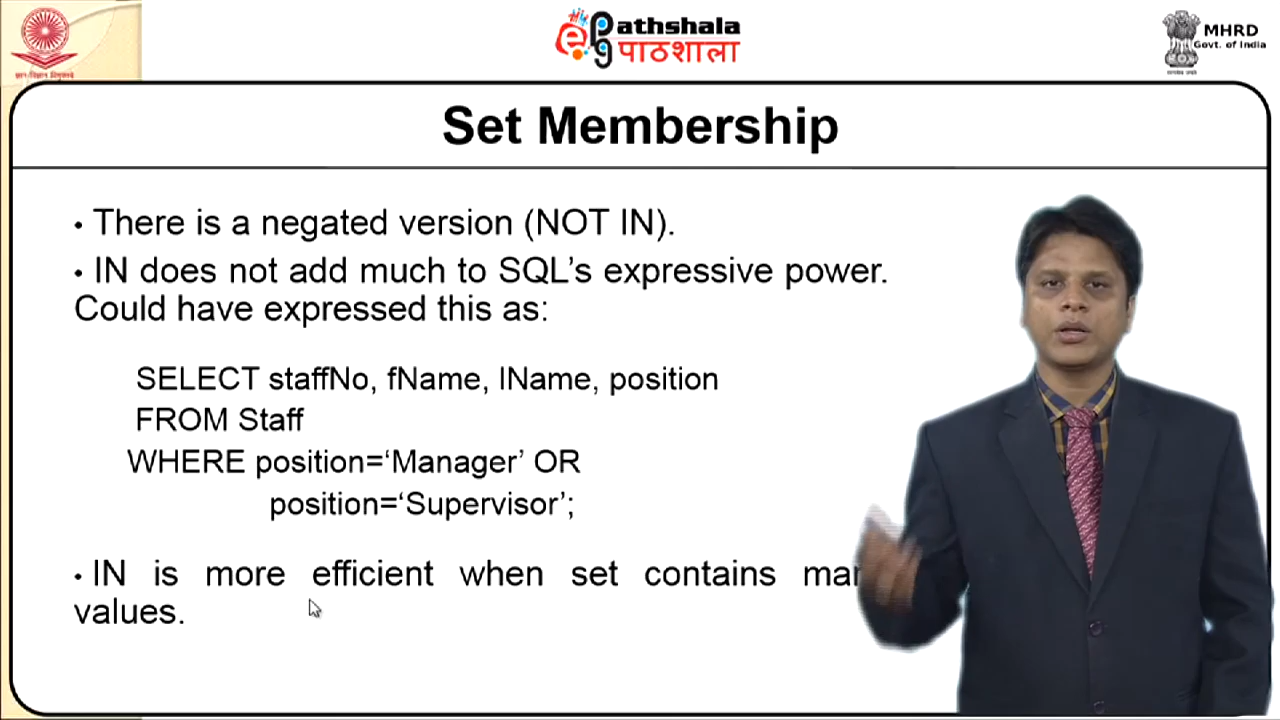 Pathshala
पाठशाला
MHRD
Govt. of India
Set Membership
• There is a negated version (NOT IN).
• IN does not add much to SQL’s expressive power.
Could have expressed this as:
SELECT staffNo, fName, lName, position
FROM Staff
WHERE position=‘Manager’ OR
position=‘Supervisor’;
• IN is more efficient when set contains
values.